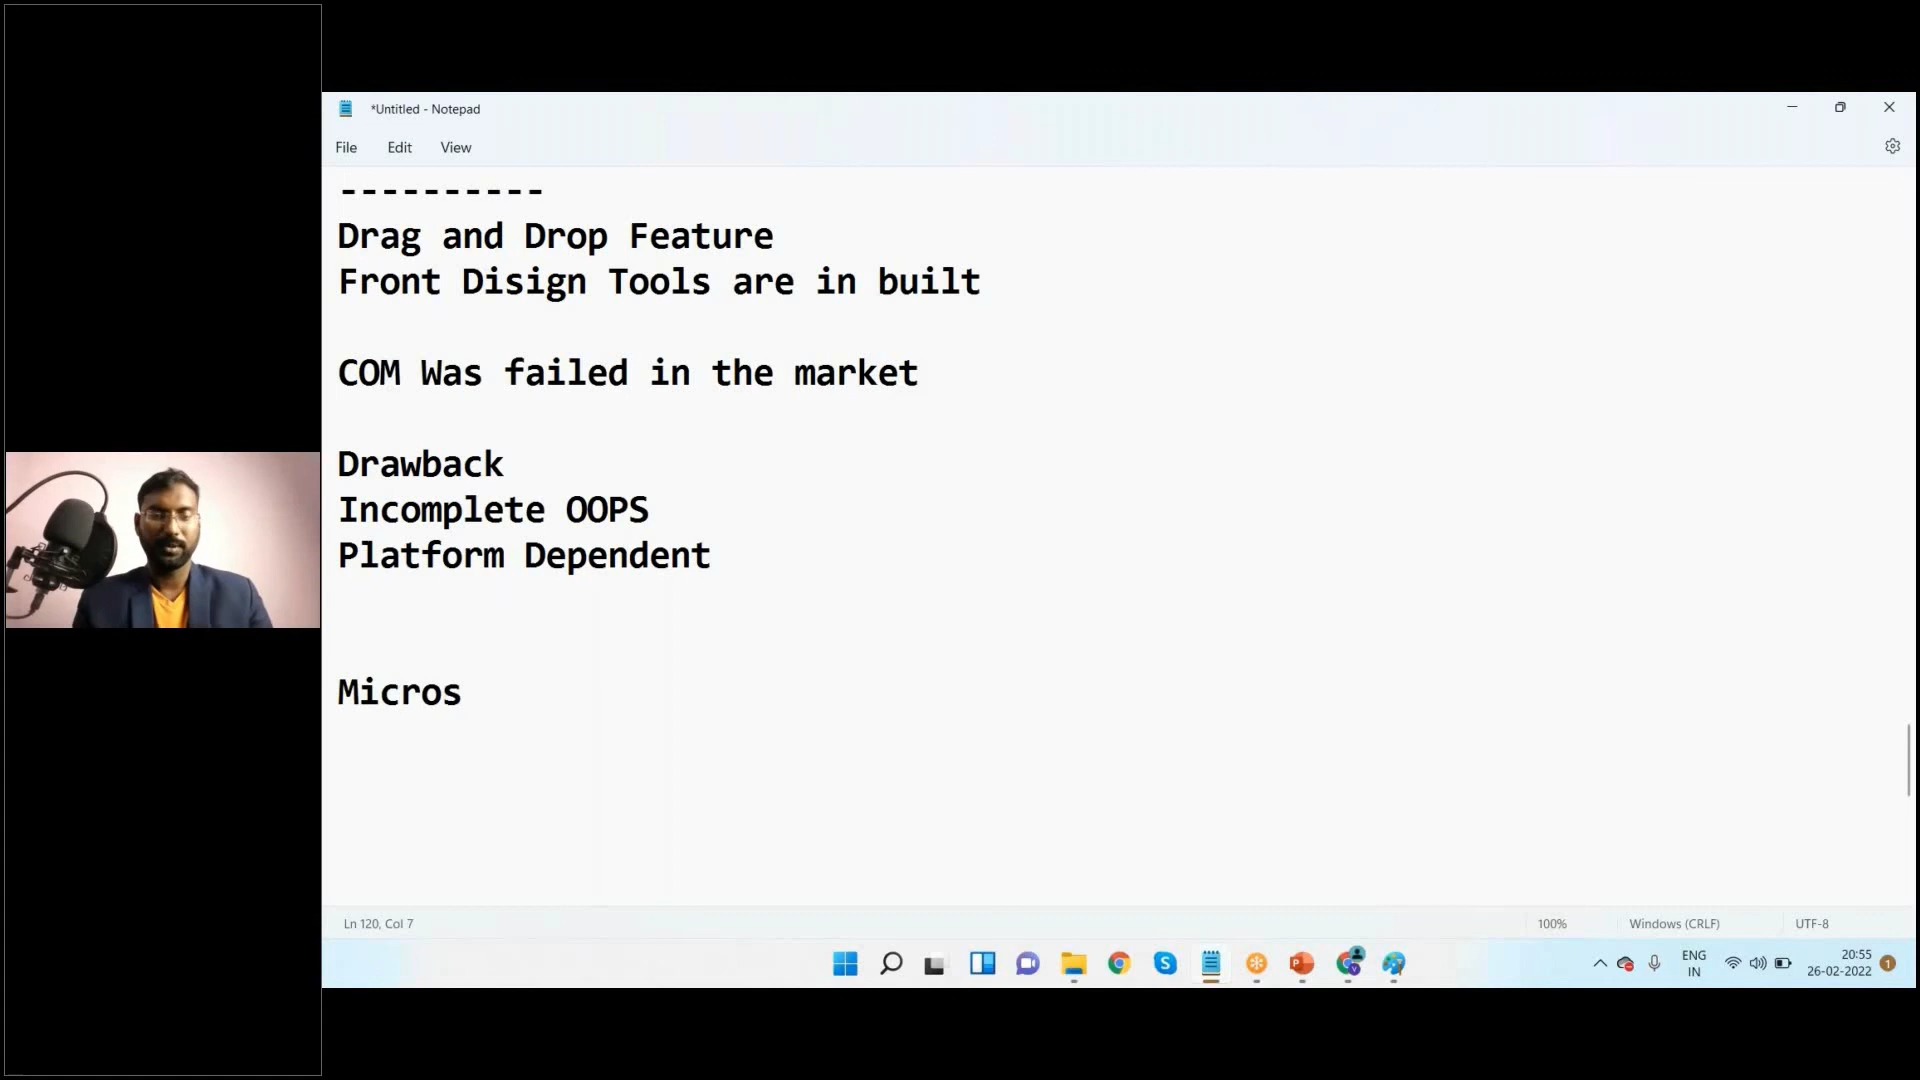 *Untitled - Notepad
File Edit View
----------
Drag and Drop Feature
Front Disign Tools are in built
COM Was failed in the market
Drawback
Incomplete OOPS
Platform Dependent
Micros
Ln 120, Col 7
100%
Windows (CRLF)
UTF-8
ENG
IN
20:55
26-02-2022
1